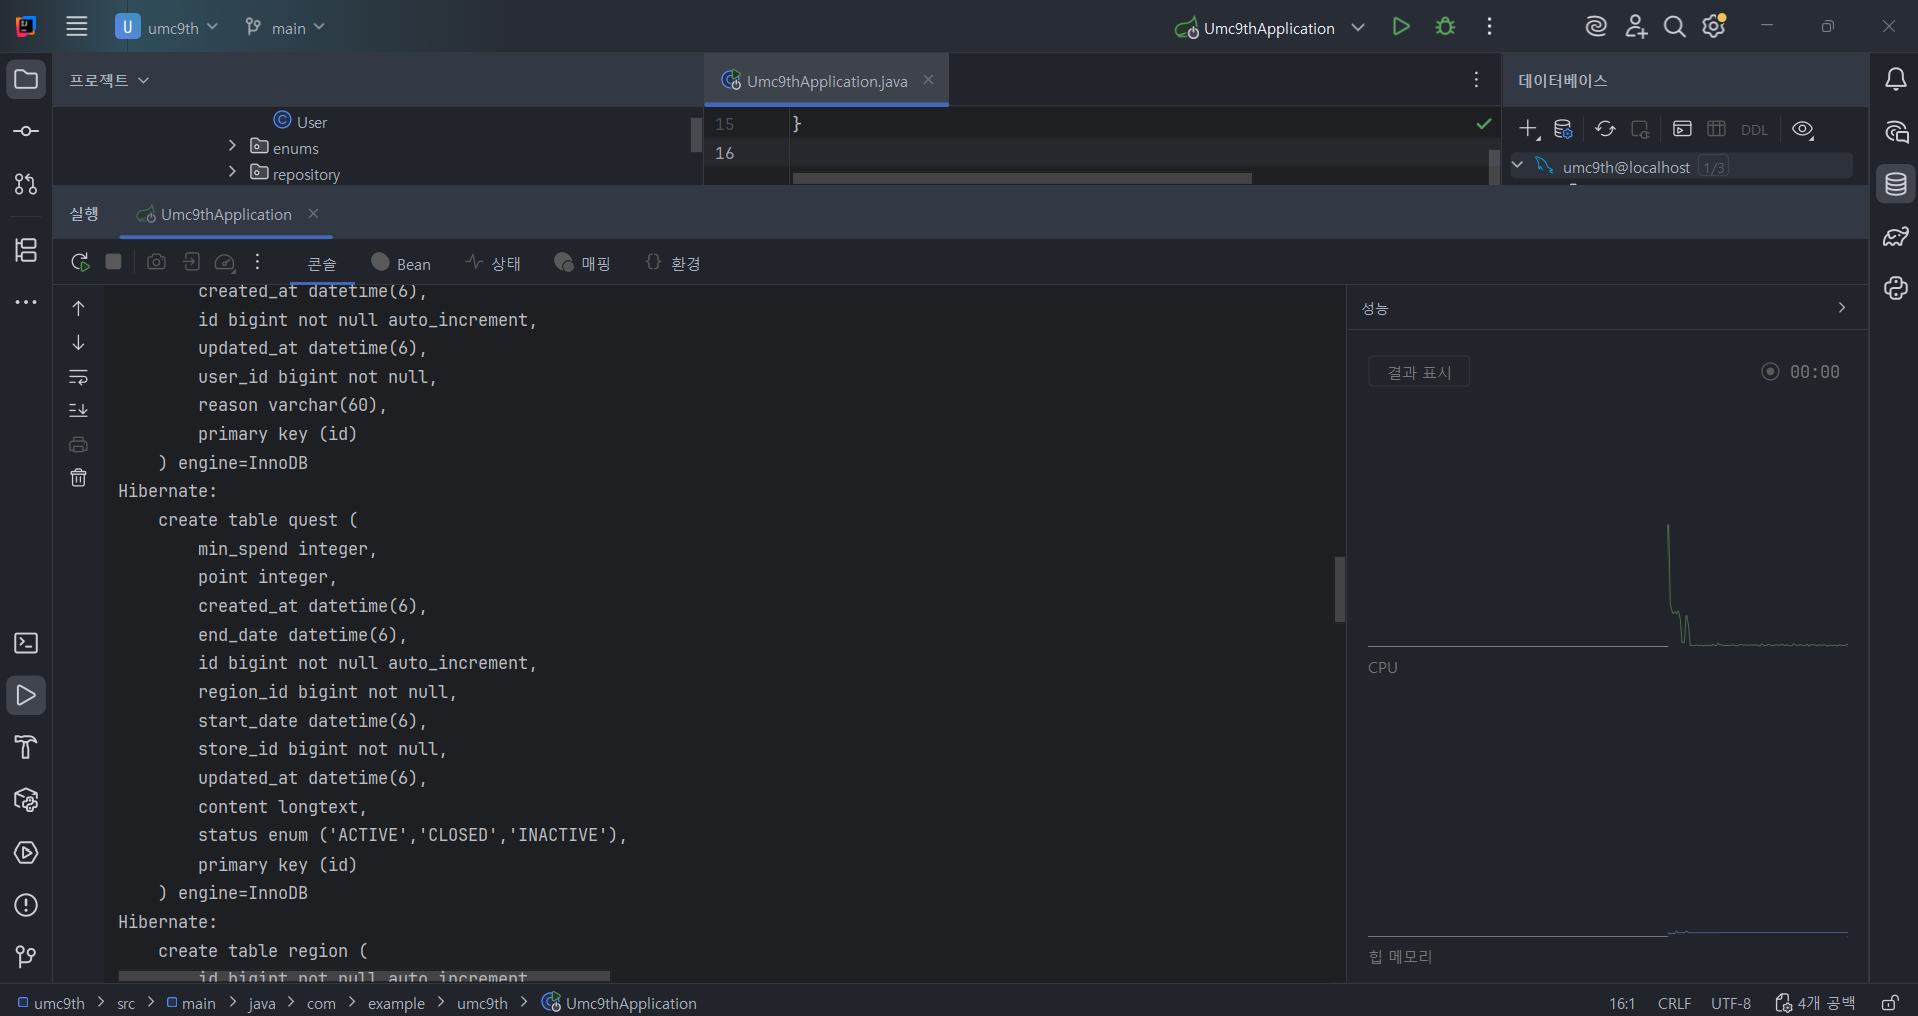 U umc9th main Umc9thApplication
프로젝트
Umc9thApplication.java
데이터베이스
C User
enums
repository
15 }
16
DDL
umc9th@localhost 1/3
실행 Umc9thApplication
콘솔 Bean 상태 매핑 환경
created_at datetime(6),
id bigint not null auto_increment,
updated_at datetime(6),
user_id bigint not null,
reason varchar(60),
primary key (id)
) engine=InnoDB
Hibernate:
create table quest (
min_spend integer,
point integer,
created_at datetime(6),
end_date datetime(6),
id bigint not null auto_increment,
region_id bigint not null,
start_date datetime(6),
store_id bigint not null,
updated_at datetime(6),
content longtext,
status enum ('ACTIVE','CLOSED','INACTIVE'),
primary key (id)
) engine=InnoDB
Hibernate:
create table region (
id bigint not null auto_increment
성능
결과 표시 00:00
CPU
힙 메모리
umc9th > src > main > java > com > example > umc9th > Umc9thApplication
16:1 CRLF UTF-8 4개 공백